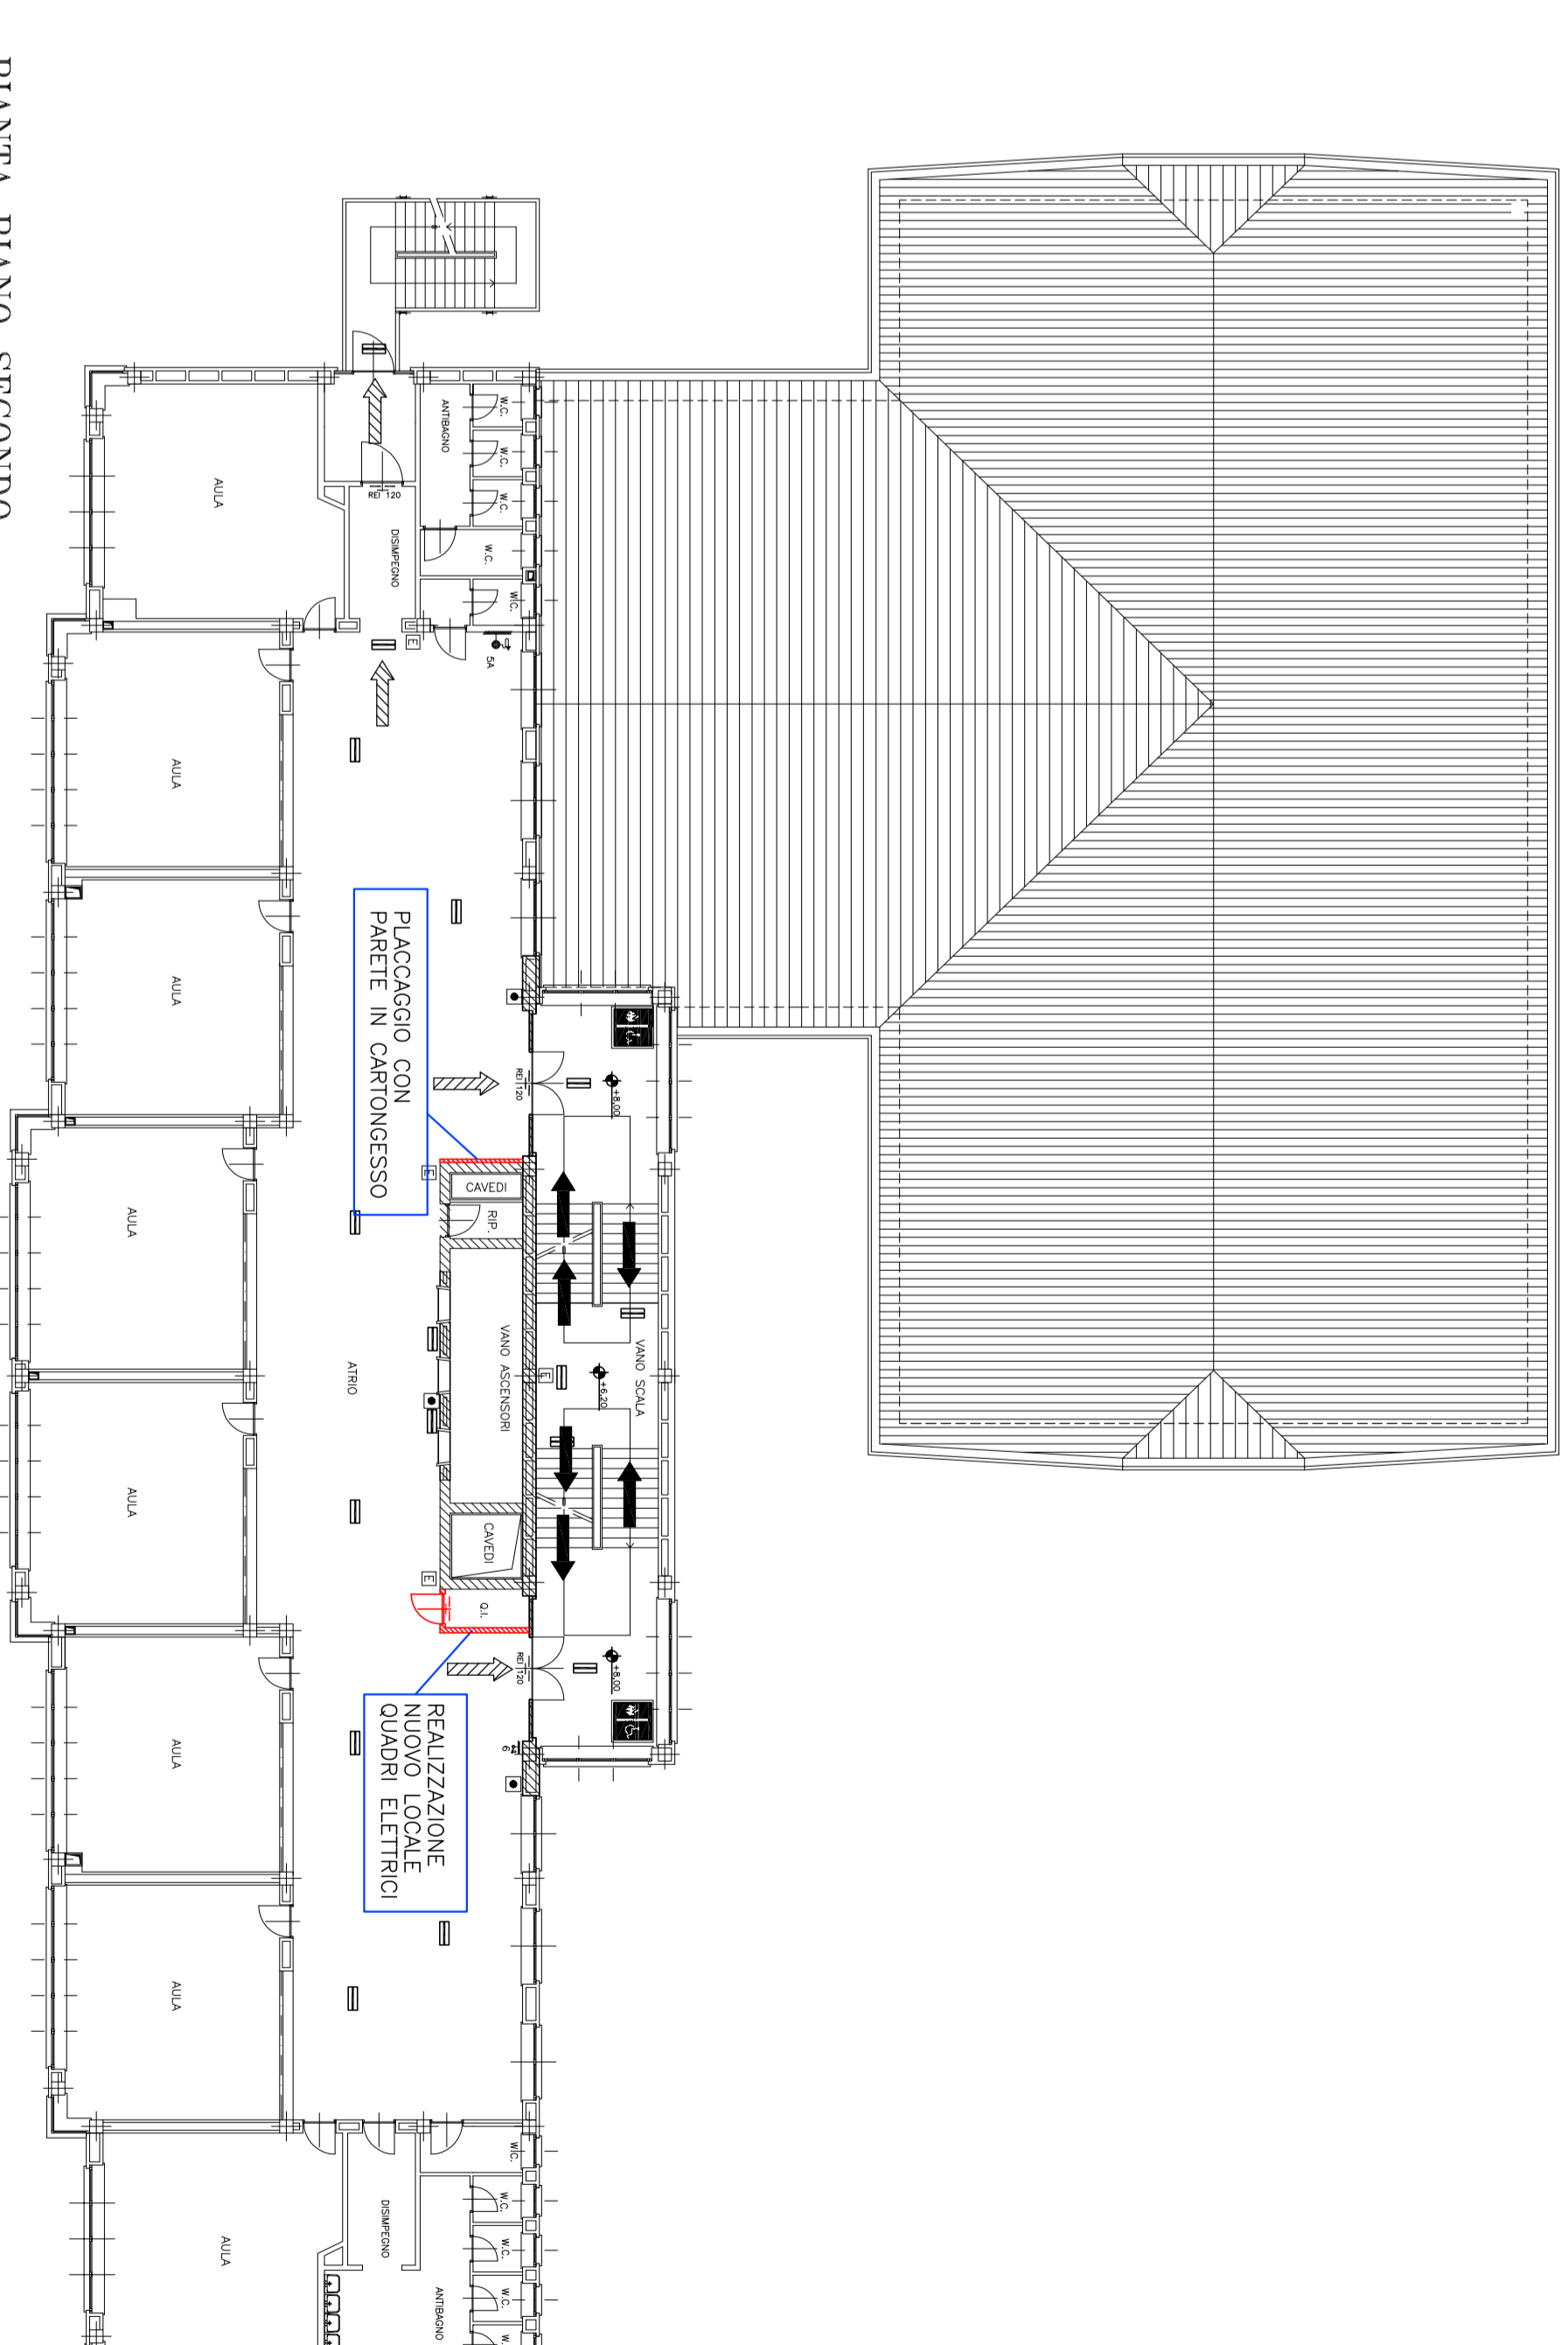 PIANTA PIANO SECONDO
W.C.
W.C.
W.C.
W.C.
W.C.
ANTIBAGNO
REI 120
DISIMPEGNO
AULA
E
5A
AULA
AULA
PLACCAGGIO CON
PARETE IN CARTONGESSO
REI 120
+8,00
E
CAVEDI
RIP.
AULA
VANO ASCENSORI
VANO SCALA
E
+6,20
ATRIO
AULA
CAVEDI
E
Q.I.
REI 120
+8,00
REALIZZAZIONE
NUOVO LOCALE
QUADRI ELETTRICI
6
AULA
AULA
W.C.
W.C.
W.C.
W.C.
W.
DISIMPEGNO
ANTIBAGNO
AULA